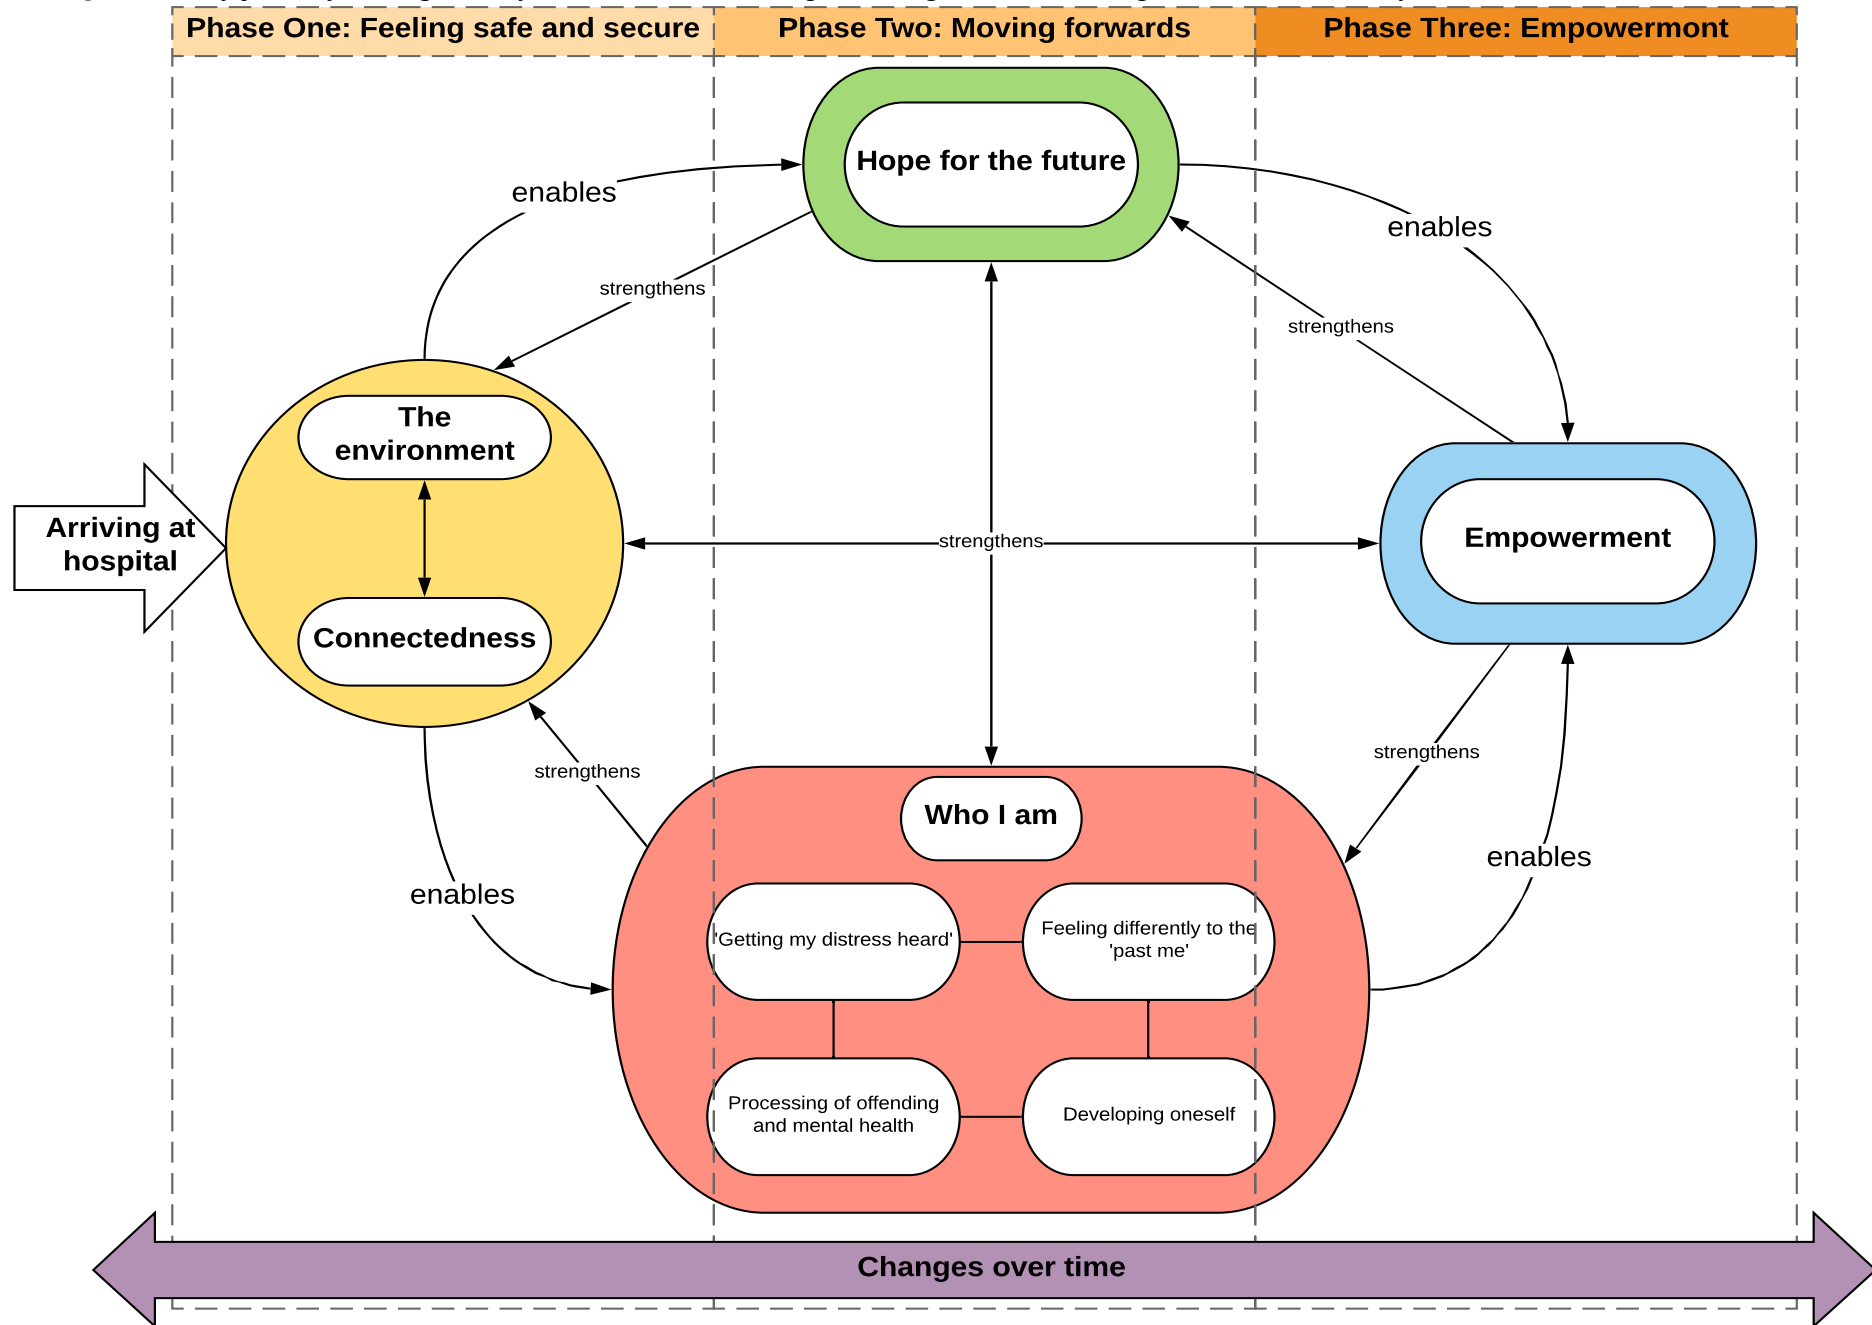 Phase One: Feeling safe and secure
Phase Two: Moving forwards
Phase Three: Empowermont
Hope for the future
enables
enables
strengthens
strengthens
The
environment
Arriving at
hospital
Connectedness
strengthens
Empowerment
strengthens
strengthens
Who I am
enables
enables
'Getting my distress heard'
Feeling differently to the
'past me'
Processing of offending
and mental health
Developing oneself
Changes over time